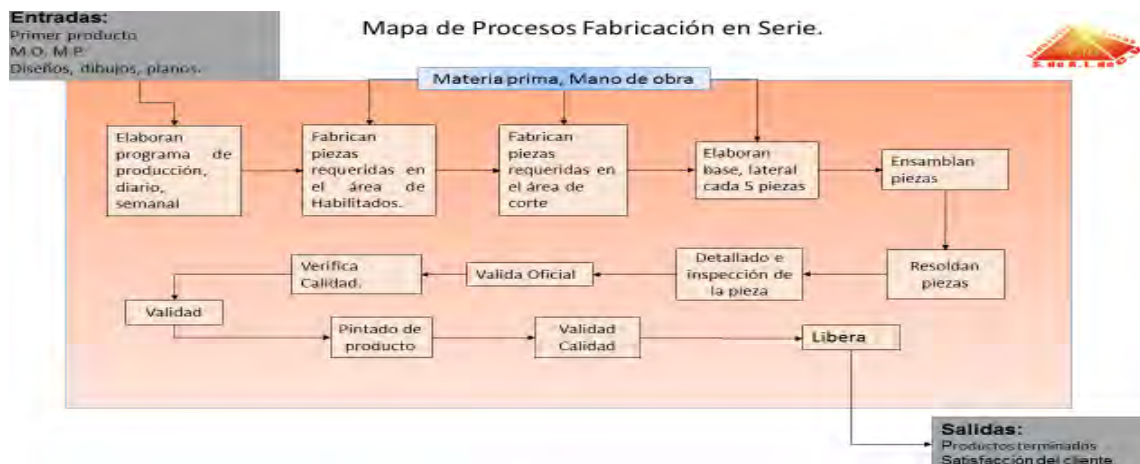 Entradas:
Primer producto
M.O. M.P.
Diseños, dibujos, planos.
Mapa de Procesos Fabricación en Serie.
S. de R.L. de C.V.
Materia prima, Mano de obra
Elaboran
programa de
producción,
diario,
semanal
Fabrican
piezas
requeridas en
el área de
Habilitados.
Fabrican
piezas
requeridas en
el área de
corte
Elaboran
base, lateral
cada 5 piezas
Ensamblan
piezas
Resoldan
piezas
Detallado e
inspección de
la pieza
Valida Oficial
Verifica
Calidad.
Validad
Pintado de
producto
Validad
Calidad
Libera
Salidas:
Productos terminados
Satisfacción del cliente